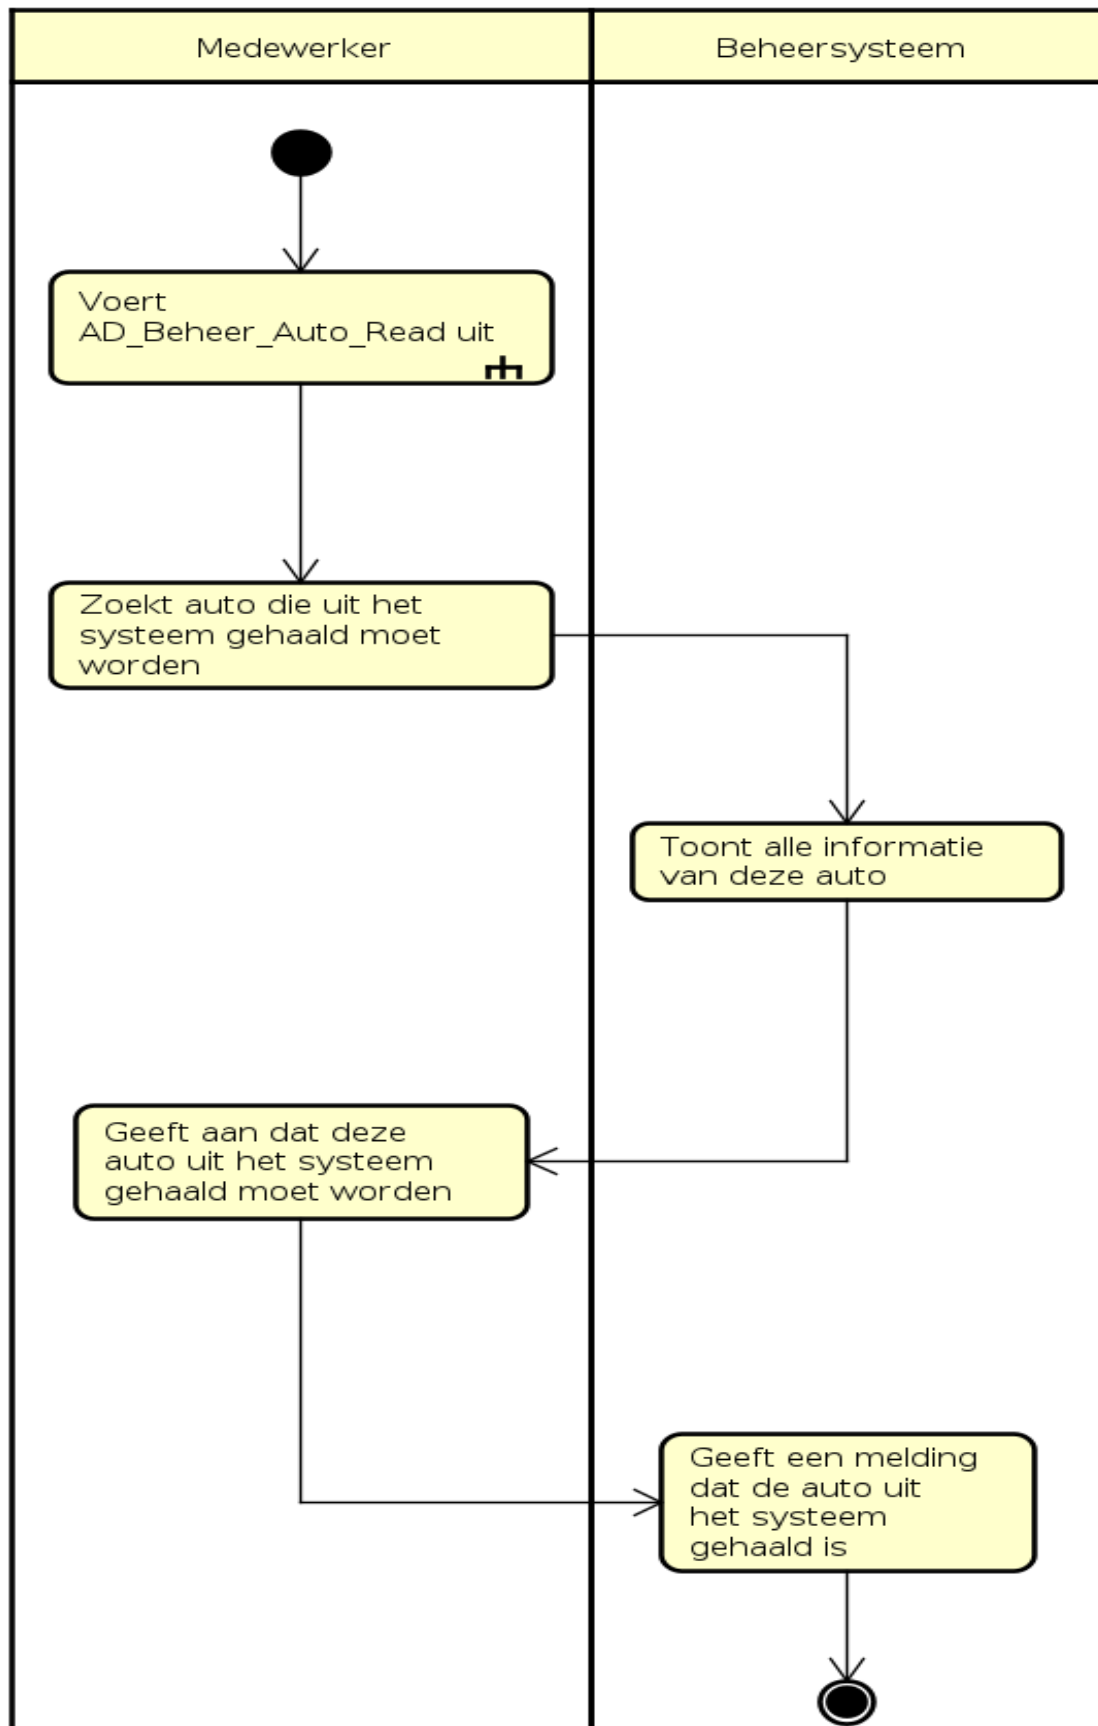 Medewerker
Beheersysteem
Voert
AD_Beheer_Auto_Read uit
Zoekt auto die uit het
systeem gehaald moet
worden
Toont alle informatie
van deze auto
Geeft aan dat deze
auto uit het systeem
gehaald moet worden
Geeft een melding
dat de auto uit
het systeem
gehaald is